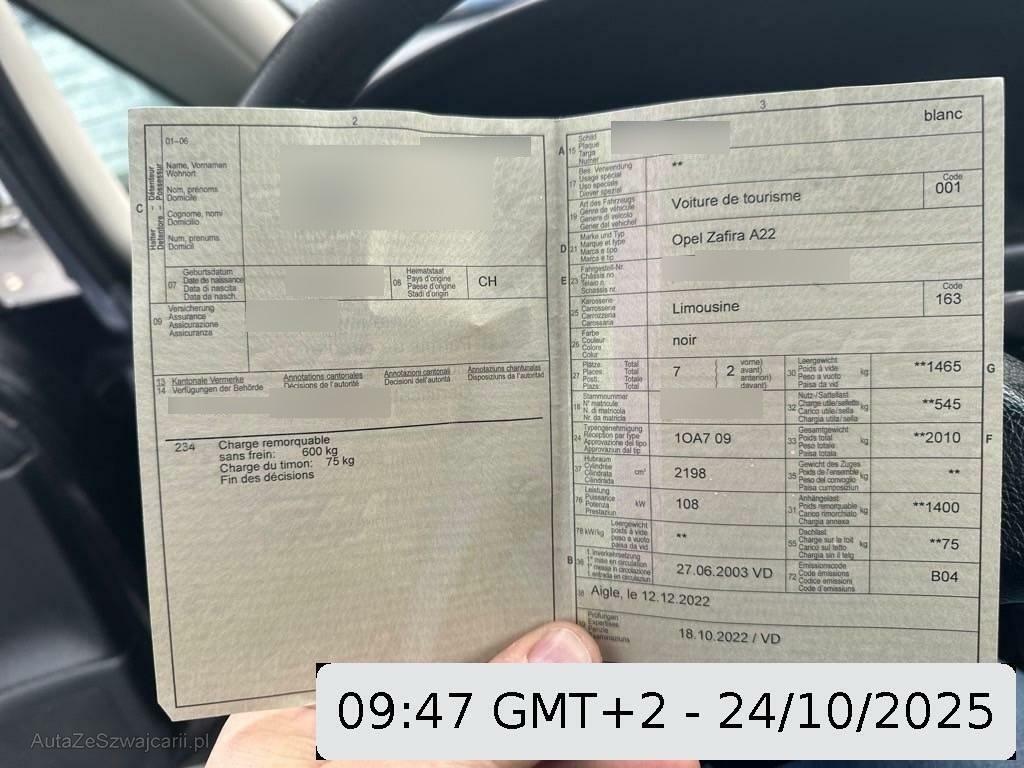 2
01–06
C
Détenteur
Possessur
Halter
Detentore
Name, Vornamen
Wohnort
Nom, prénoms
Domicile
Cognome, nomi
Domicilio
Num, prenums
Domicil
07
Geburtsdatum
Date de naissance
Data di nascita
Data da nasch.
08
Heimatstaat
Pays d'origine
Paese d'origine
Stadi d'origin
CH
09
Versicherung
Assurance
Assicurazione
Assicuranza
13 Kantonale Vermerke
14 Verfügungen der Behörde
Annotations cantonales
Décisions de l'autorité
Annotazioni cantonali
Decisioni dell'autorità
Annotaziuns chantunalas
Disposiziuns da l'autoritad
234 Charge remorquable
sans frein: 600 kg
Charge du timon: 75 kg
Fin des décisions
3
A 15
Schild
Plaque
Targa
Numer
blanc
17
Bes. Verwendung
Usage spécial
Uso speciale
Diever spezial
**
19
Art des Fahrzeugs
Genre de véhicule
Genere di veicolo
Gener dal vehichel
Voiture de tourisme
Code
001
D 21
Marke und Typ
Marque et type
Marca e tipo
Marca e tip
Opel Zafira A22
E 23
Fahrgestell-Nr.
Châssis no
Telaio n.
Schassis nr.
25
Karosserie
Carrosserie
Carrozzeria
Carossaria
Limousine
Code
163
26
Farbe
Couleur
Colore
Colur
noir
27
Plätze: Total
Places: Total
Posti: Totale
Plazs: Total
7
2
vorne)
avant)
anteriori)
davant)
30
Leergewicht
Poids à vide
Peso a vuoto
Paisa da vid
kg
**1465
G
18
Stammnummer
N° matricule
N. di matricola
Nr. da matricla
32
Nutz-/Sattellast
Charge utile/sellette
Carico utile/sella
Chargia utila/sella
kg
**545
24
Typengenehmigung
Réception par type
Approvazione del tipo
Approvaziun dal tip
1OA7 09
33
Gesamtgewicht
Poids total
Peso totale
Paisa totala
kg
**2010
F
37
Hubraum
Cylindrée
Cilindrata
Cilindrada
cm³
2198
35
Gewicht des Zuges
Poids de l'ensemble
Peso del convoglio
Paisa cumposiziun
kg
**
76
Leistung
Puissance
Potenza
Prestaziun
kW
108
31
Anhängelast
Poids remorquable
Carico rimorchiato
Chargia annexa
kg
**1400
78 kW/kg
Leergewicht
poids à vide
peso a vuoto
paisa da vid
**
55
Dachlast
Charge sur le toit
Carico sul tetto
Chargia sin il tetg
kg
**75
B 36
1. Inverkehrsetzung
1re mise en circulation
1a messa in circolazione
1. entrada en circulaziun
27.06.2003 VD
72
Emissionscode
Code émissions
Codice emissioni
Code d'emissiuns
B04
38 Aigle, le 12.12.2022
39
Prüfungen
Expertises
Perizie
Examinaziuns
18.10.2022 / VD
09:47 GMT+2 - 24/10/2025
AutaZeSzwajcarii.pl